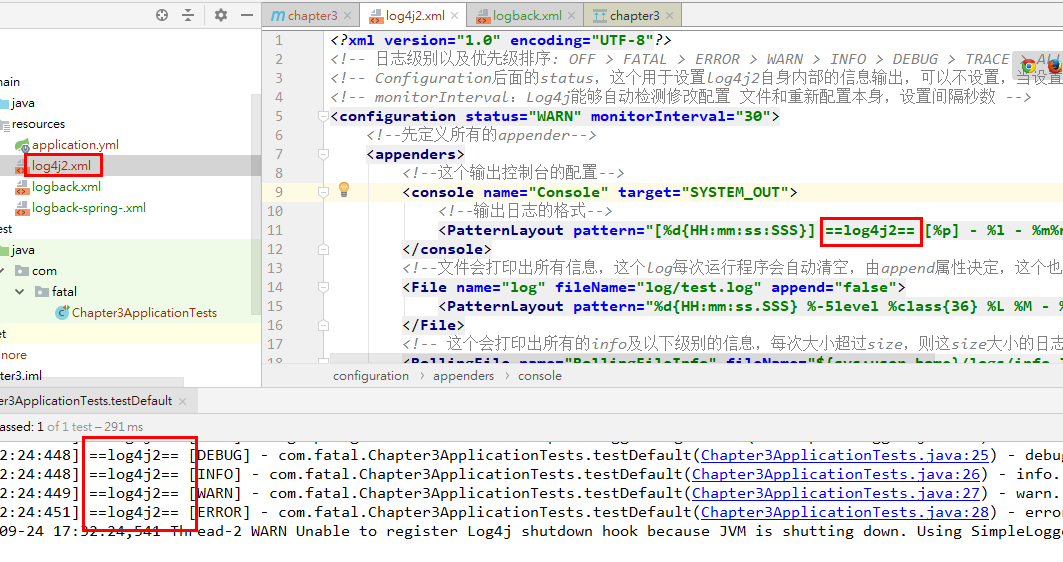 chapter3 log4j2.xml logback.xml chapter3
main
java
resources
application.yml
log4j2.xml
logback.xml
logback-spring-.xml
est
java
com
fatal
Chapter3ApplicationTests
et
nore
ter3.iml
1 <?xml version="1.0" encoding="UTF-8"?>
2 <!-- 日志级别以及优先级排序: OFF > FATAL > ERROR > WARN > INFO > DEBUG > TRACE > ALL
3 <!-- Configuration后面的status，这个用于设置log4j2自身内部的信息输出，可以不设置，当设置
4 <!-- monitorInterval：Log4j能够自动检测修改配置 文件和重新配置本身，设置间隔秒数 -->
5 <configuration status="WARN" monitorInterval="30">
6 <!--先定义所有的appender-->
7 <appenders>
8 <!--这个输出控制台的配置-->
9 <console name="Console" target="SYSTEM_OUT">
10 <!--输出日志的格式-->
11 <PatternLayout pattern="[%d{HH:mm:ss:SSS}] ==log4j2== [%p] - %l - %m%n
12 </console>
13 <!--文件会打印出所有信息，这个log每次运行程序会自动清空，由append属性决定，这个也
14 <File name="log" fileName="log/test.log" append="false">
15 <PatternLayout pattern="%d{HH:mm:ss.SSS} %-5level %class{36} %L %M - %
16 </File>
17 <!-- 这个会打印出所有的info及以下级别的信息，每次大小超过size，则这size大小的日志
18 <RollingFile name="RollingFileInfo" fileName="${sys:user.home}/logs/info.l
configuration › appenders › console
er3ApplicationTests.testDefault
assed: 1 of 1 test – 291 ms
2:24:448] ==log4j2== [DEBUG] - com.fatal.Chapter3ApplicationTests.testDefault(Chapter3ApplicationTests.java:25) - debug
2:24:448] ==log4j2== [INFO] - com.fatal.Chapter3ApplicationTests.testDefault(Chapter3ApplicationTests.java:26) - info.
2:24:449] ==log4j2== [WARN] - com.fatal.Chapter3ApplicationTests.testDefault(Chapter3ApplicationTests.java:27) - warn.
2:24:451] ==log4j2== [ERROR] - com.fatal.Chapter3ApplicationTests.testDefault(Chapter3ApplicationTests.java:28) - error
09-24 17:32:24,541 Thread-2 WARN Unable to register Log4j shutdown hook because JVM is shutting down. Using SimpleLogg